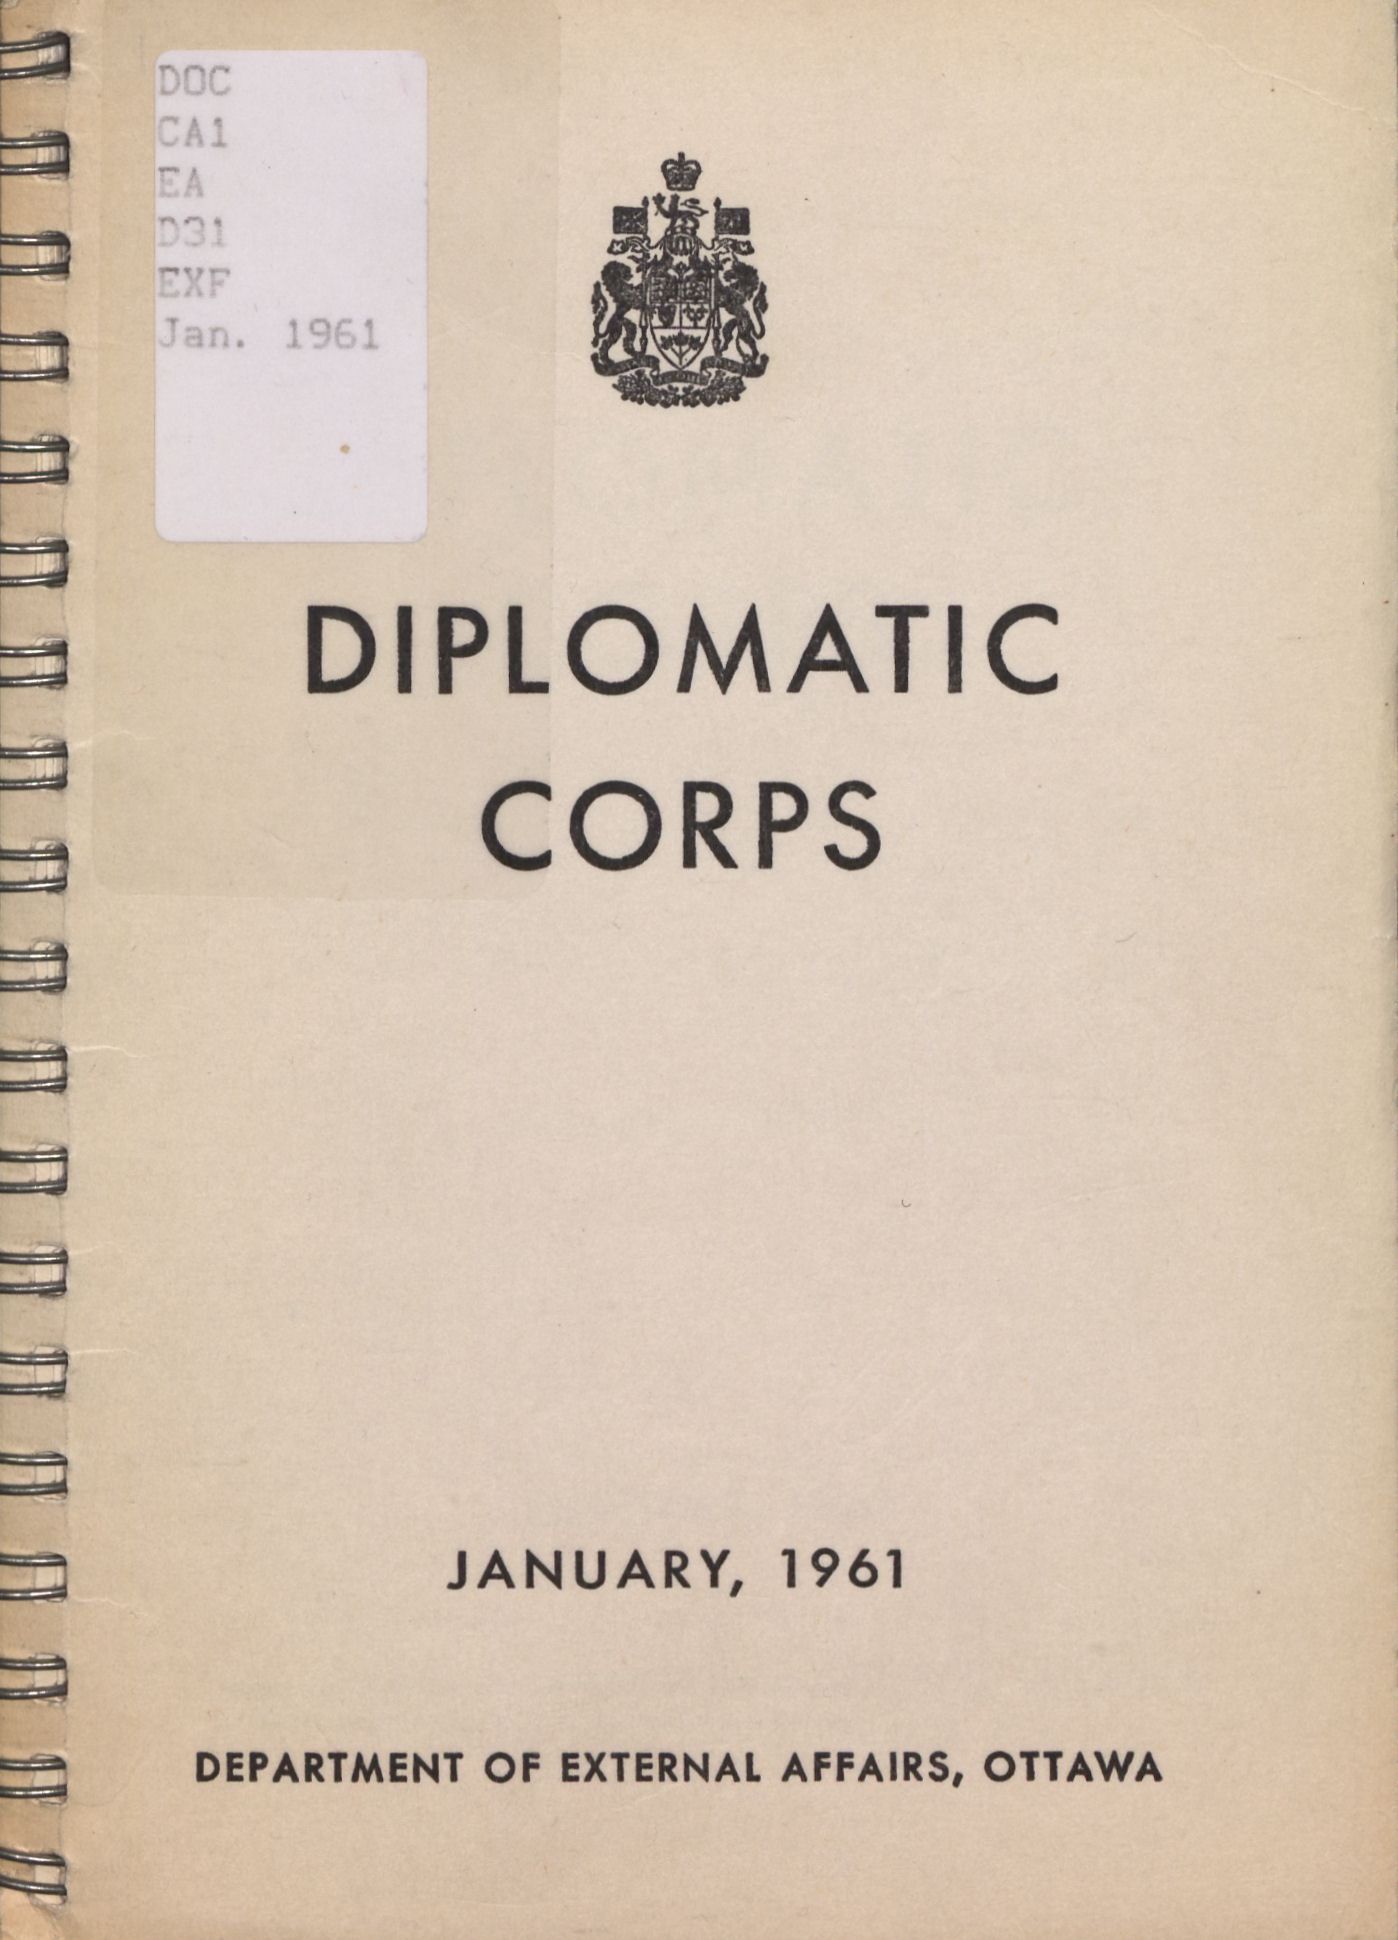 DOC
CA1
EA
D31
EXF
Jan. 1961
DIPLOMATIC
CORPS
JANUARY, 1961
DEPARTMENT OF EXTERNAL AFFAIRS, OTTAWA